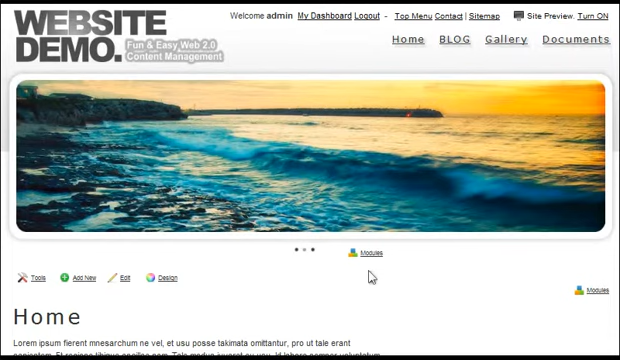 WEBSITE
DEMO.
Fun & Easy Web 2.0
Content Management
Welcome admin My Dashboard Logout - Top Menu Contact | Sitemap Site Preview. Turn ON
Home BLOG Gallery Documents
Modules
Tools Add New Edit Design
Modules
Home
Lorem ipsum fierent mnesarchum ne vel, et usu posse takimata omittantur, pro ut tale erant